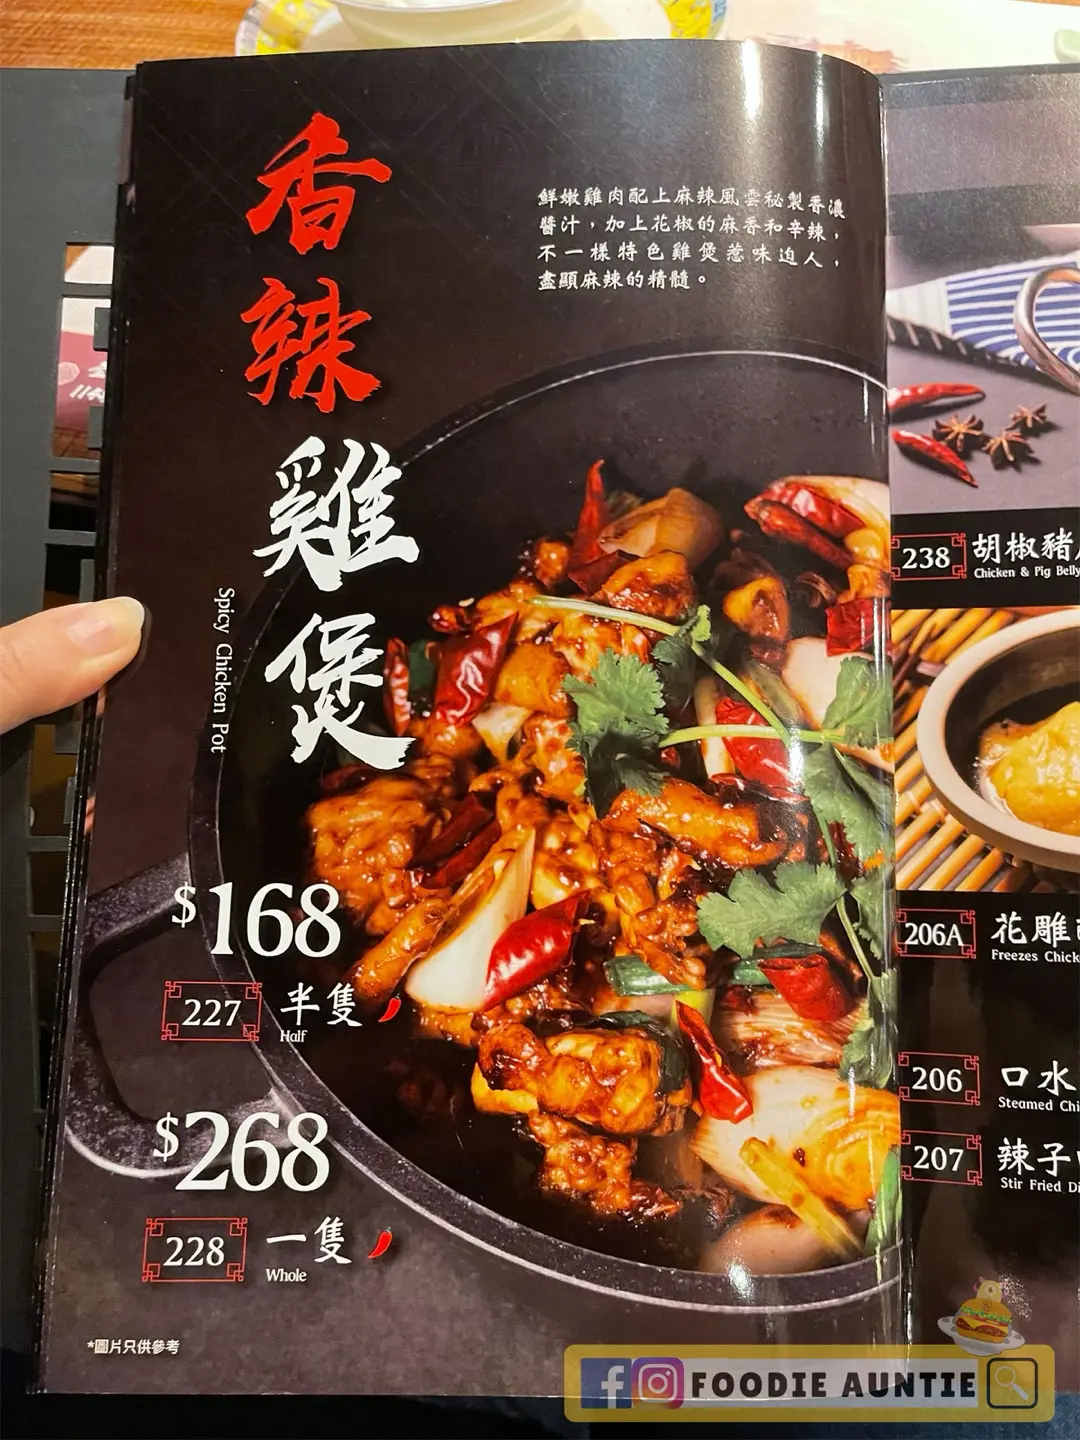 香辣雞煲
Spicy Chicken Pot
鮮嫩雞肉配上麻辣風雲秘製香濃
醬汁，加上花椒的麻香和辛辣，
不一樣特色雞煲惹味迫人，
盡顯麻辣的精髓。
$168
227 半隻
Half
$268
228 一隻
Whole
*圖片只供參考
238 胡椒豬
Chicken & Pig Belly
206A 花雕
Freezes Chick
206 口水
Steamed Chi
207 辣子
Stir Fried Di
FOODIE AUNTIE